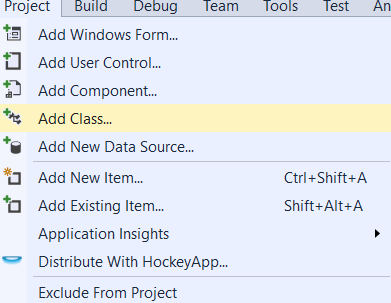 Project Build Debug Team Tools Test An
Add Windows Form...
Add User Control...
Add Component...
Add Class...
Add New Data Source...
Add New Item... Ctrl+Shift+A
Add Existing Item... Shift+Alt+A
Application Insights
Distribute With HockeyApp...
Exclude From Project